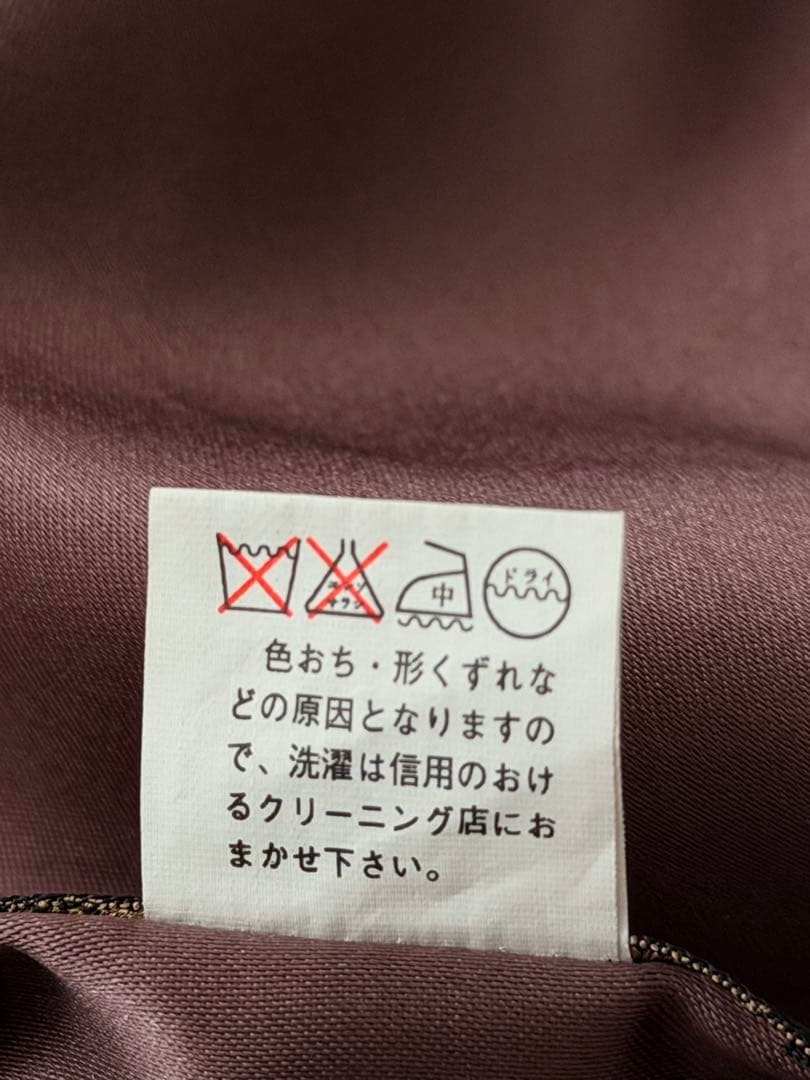 中 ドライ
色おち・形くずれな
どの原因となりますの
で、洗濯は信用のおけ
るクリーニング店にお
まかせ下さい。